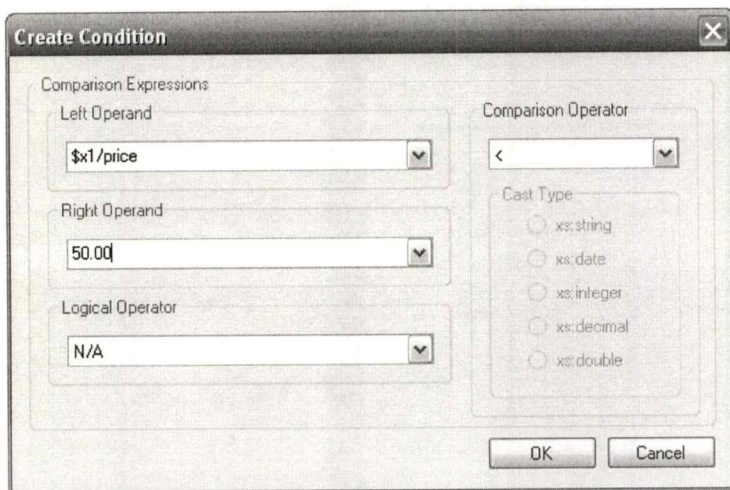 Create Condition
Comparison Expressions
Left Operand
$x1/price
Right Operand
50.00
Logical Operator
N/A
Comparison Operator
<
Cast Type
xs:string
xs:date
xs:integer
xs:decimal
xs:double
OK
Cancel